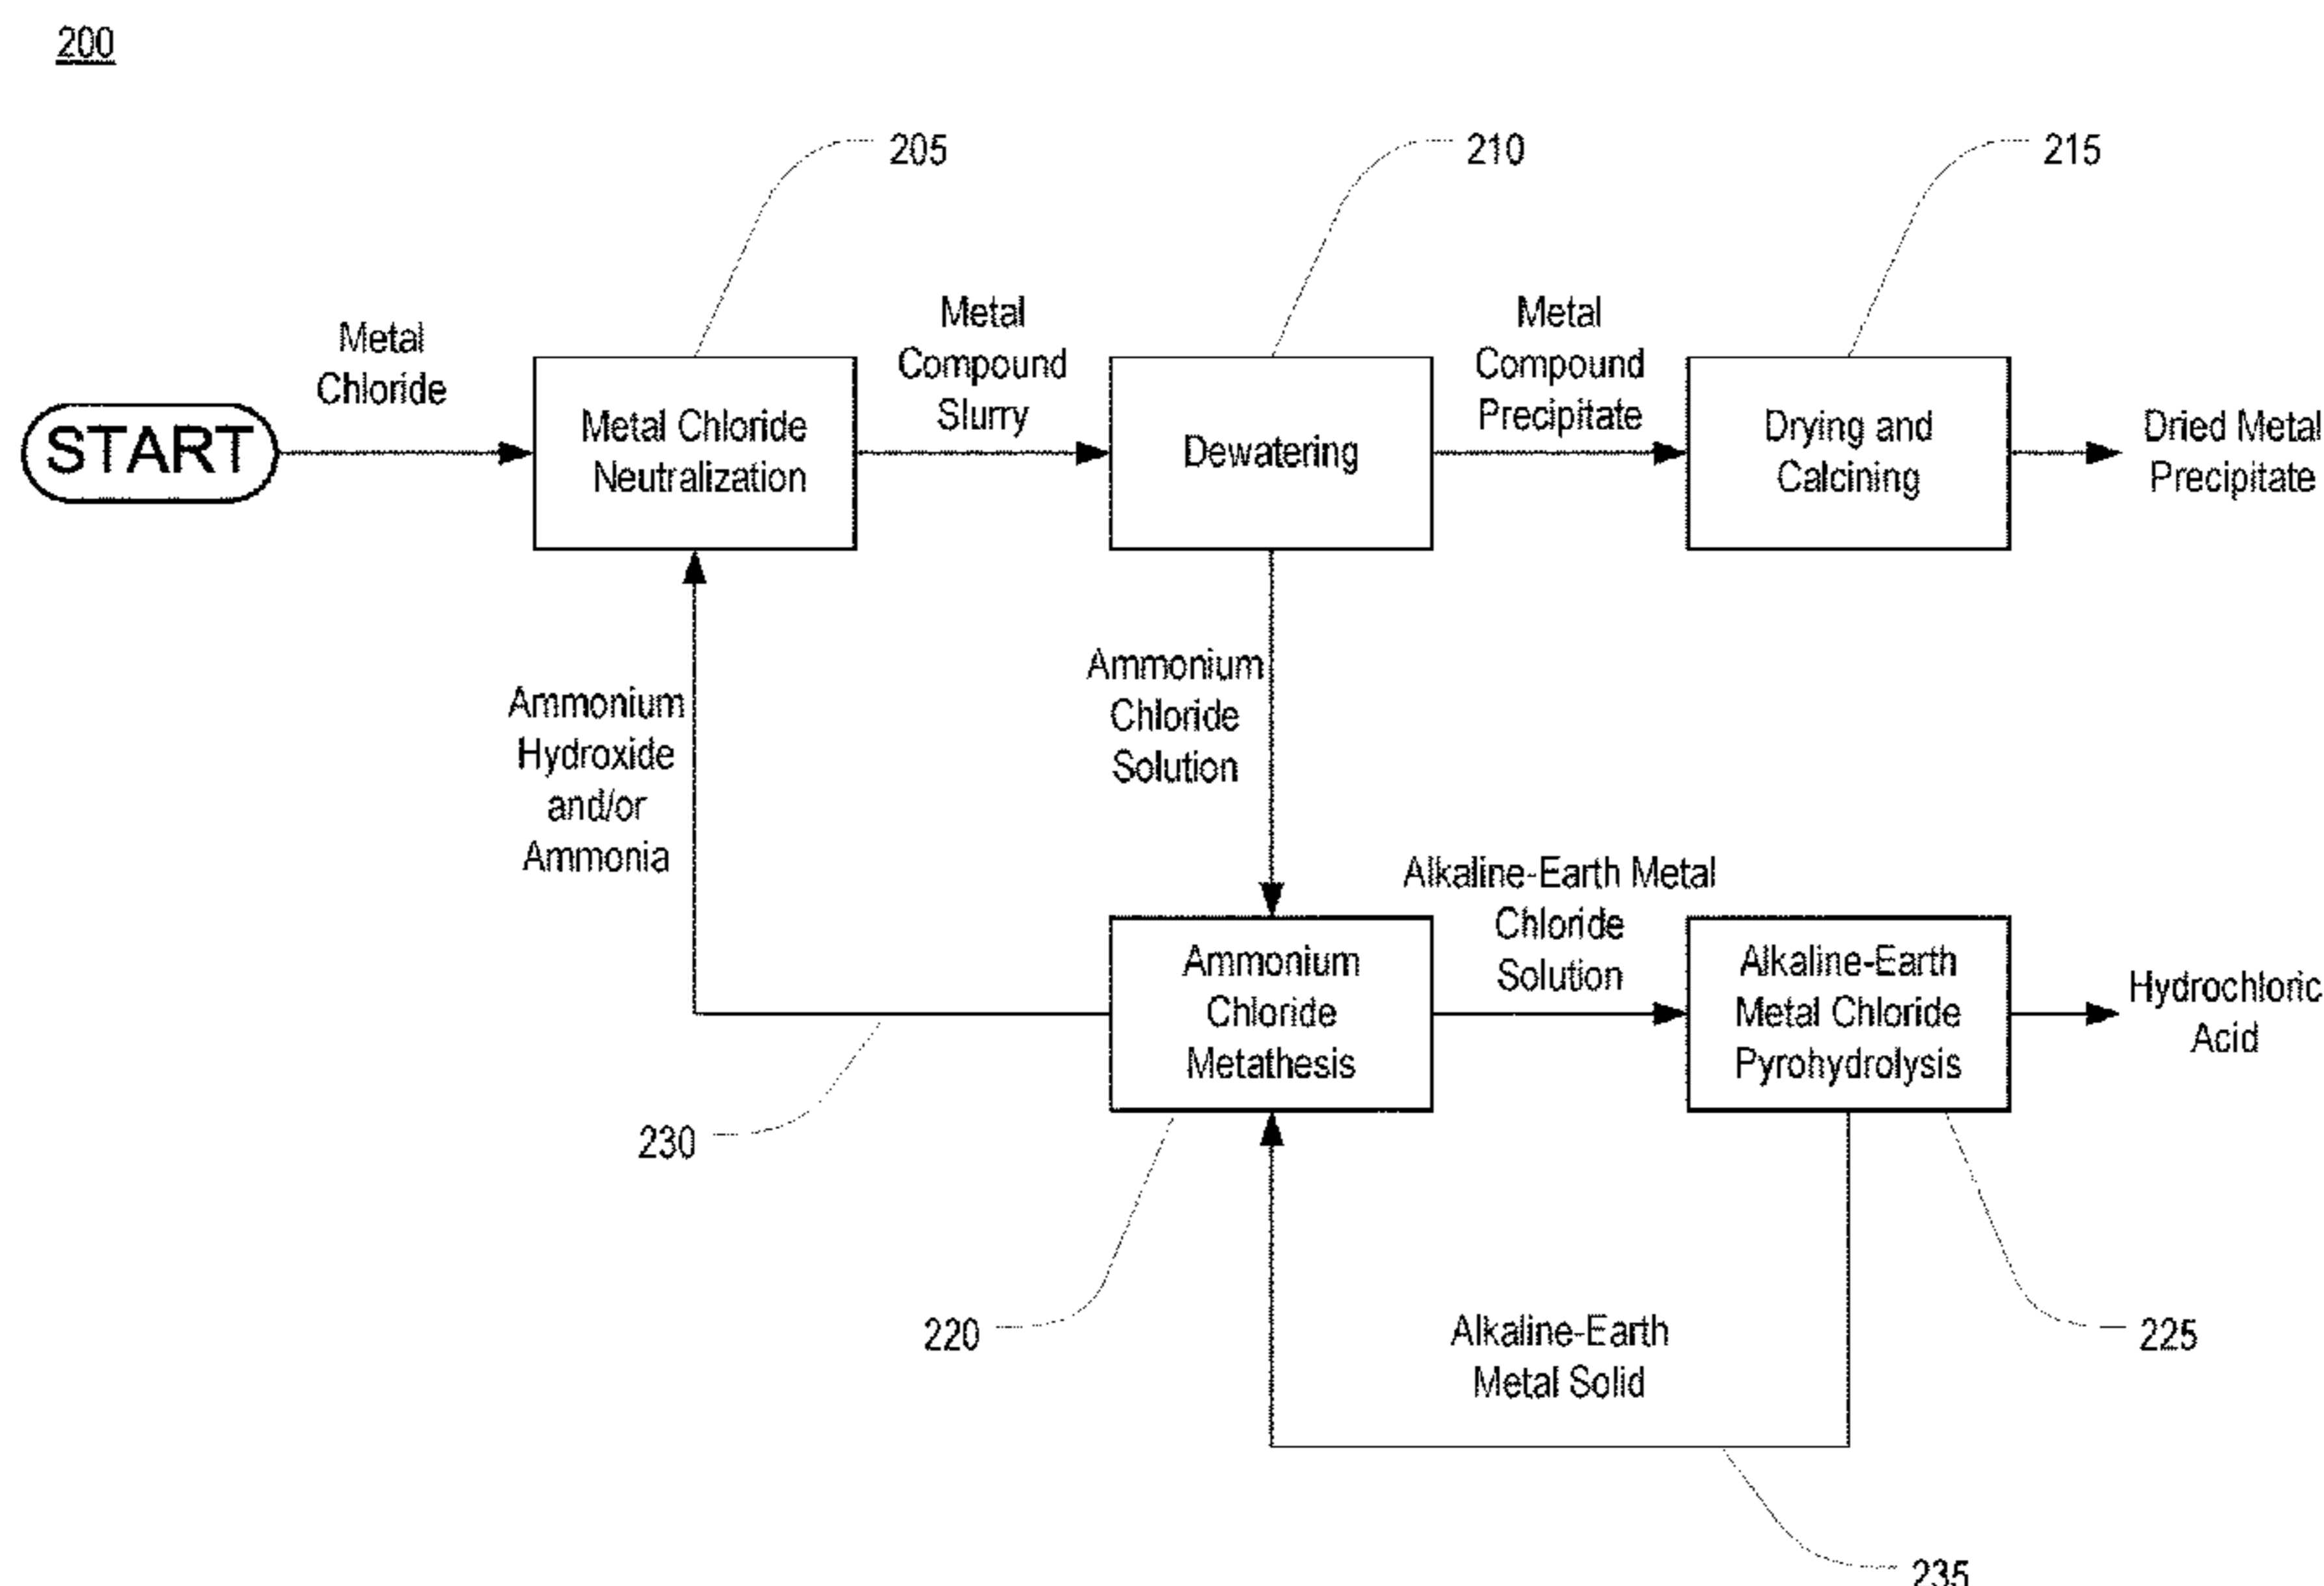 200
205
210
215
Metal
Chloride
Metal
Compound
Slurry
Metal
Compound
Precipitate
START
Metal Chloride
Neutralization
Dewatering
Drying and
Calcining
Dried Metal
Precipitate
Ammonium
Hydroxide
and/or
Ammonia
Ammonium
Chloride
Solution
Alkaline-Earth Metal
Chloride
Solution
Ammonium
Chloride
Metathesis
Alkaline-Earth
Metal Chloride
Pyrohydrolysis
Hydrochloric
Acid
230
220
Alkaline-Earth
Metal Solid
225
235